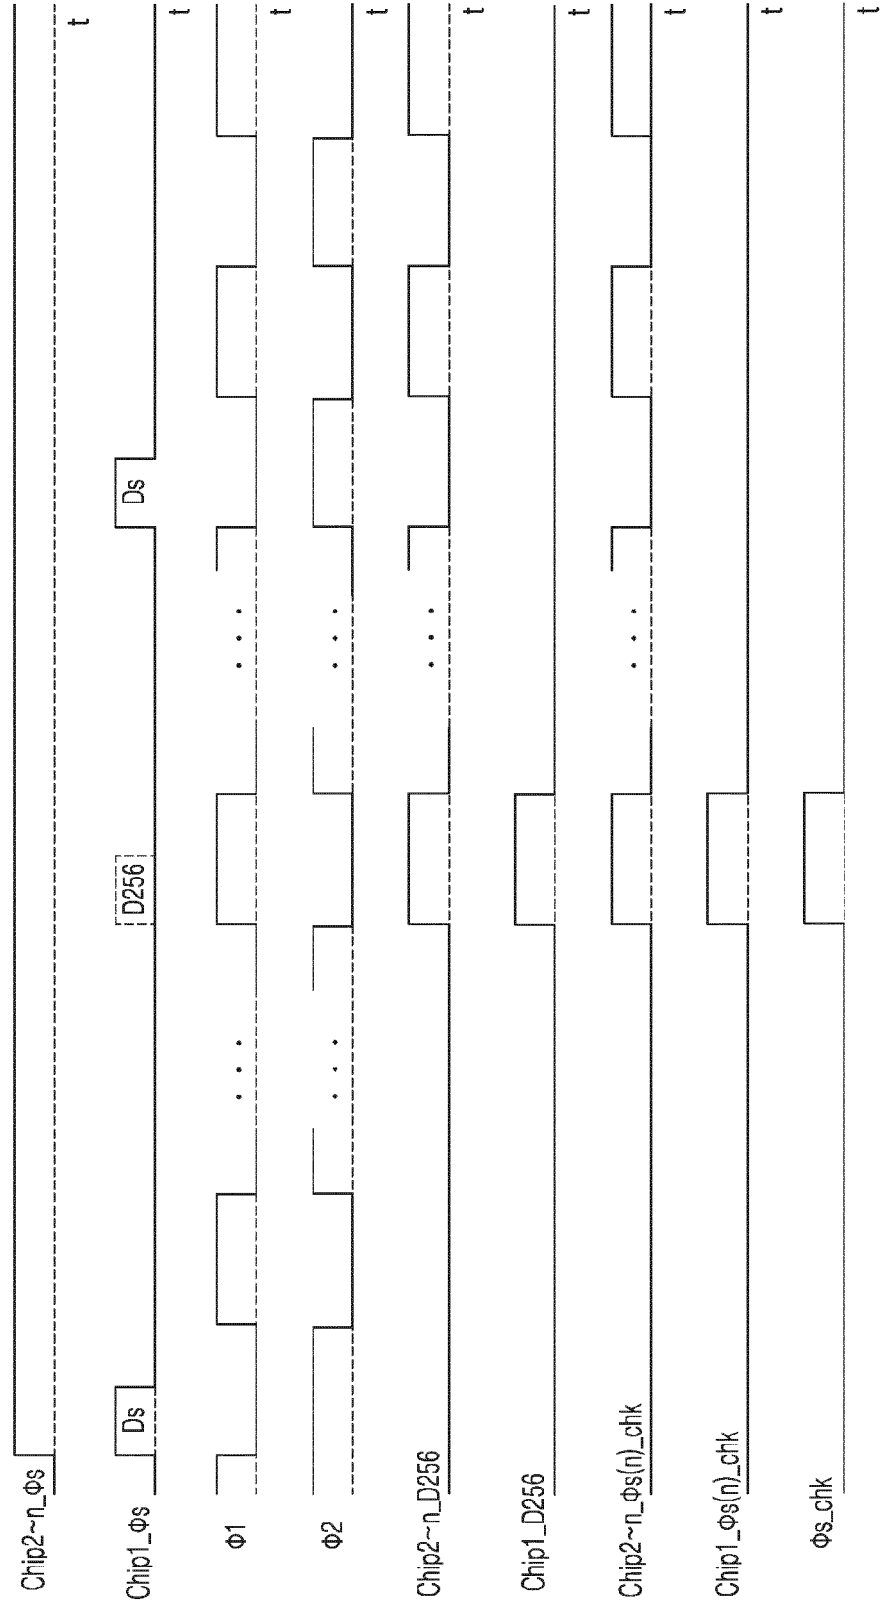 Chip2~n_Φs
t
Chip1_Φs
Ds
D256
Ds
t
Φ1
t
Φ2
t
Chip2~n_D256
t
Chip1_D256
t
Chip2~n_Φs(n)_chk
t
Chip1_Φs(n)_chk
t
Φs_chk
t